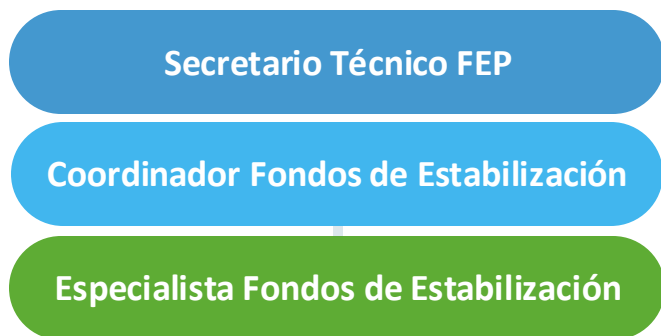 Secretario Técnico FEP
Coordinador Fondos de Estabilización
Especialista Fondos de Estabilización